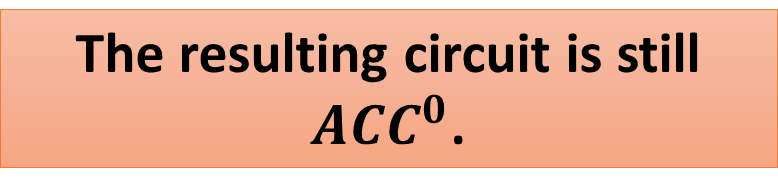 The resulting circuit is still
ACC⁰.